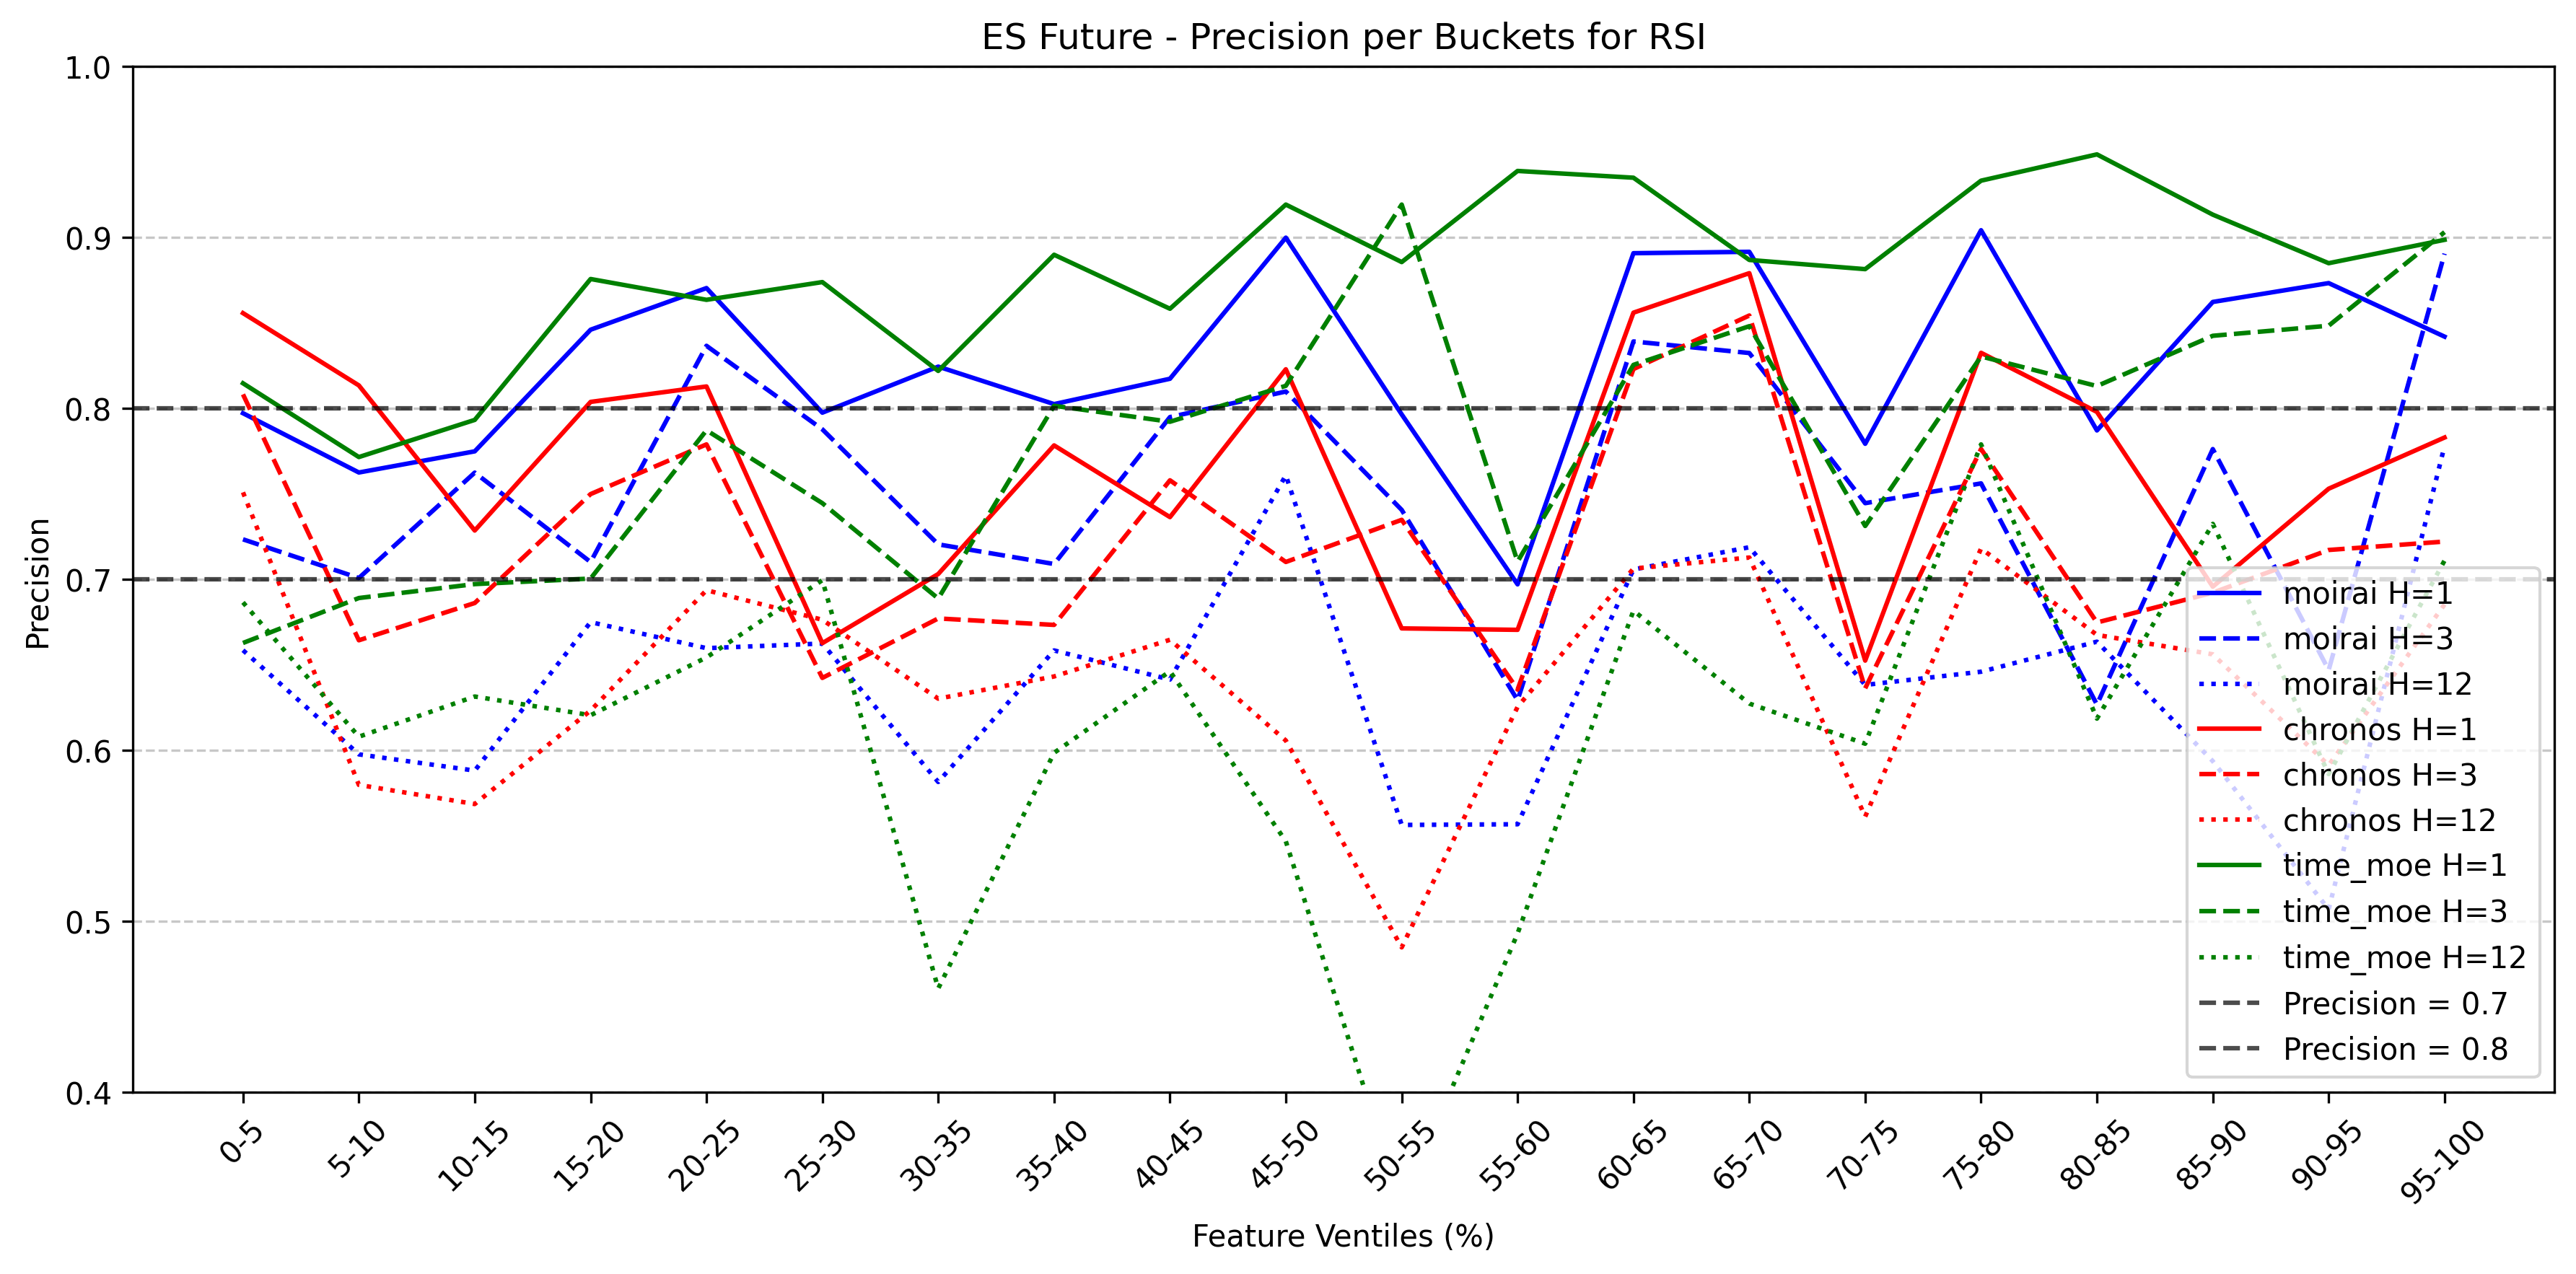 ES Future - Precision per Buckets for RSI
Precision
1.0
0.9
0.8
0.7
0.6
0.5
0.4
moirai H=1
moirai H=3
moirai H=12
chronos H=1
chronos H=3
chronos H=12
time_moe H=1
time_moe H=3
time_moe H=12
Precision = 0.7
Precision = 0.8
0-5
5-10
10-15
15-20
20-25
25-30
30-35
35-40
40-45
45-50
50-55
55-60
60-65
65-70
70-75
75-80
80-85
85-90
90-95
95-100
Feature Ventiles (%)